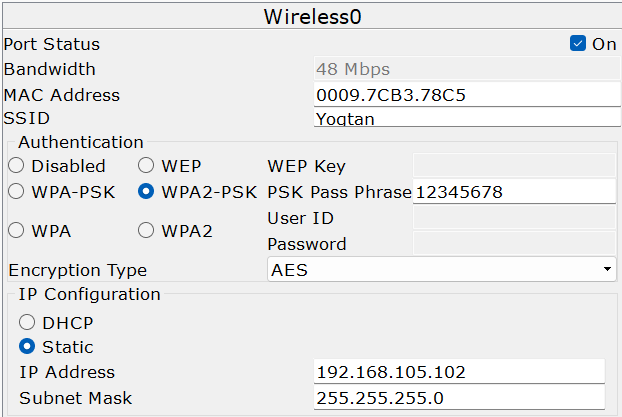 Wireless0
Port Status On
Bandwidth 48 Mbps
MAC Address 0009.7CB3.78C5
SSID Yoqtan
Authentication
Disabled WEP WEP Key
WPA-PSK WPA2-PSK PSK Pass Phrase 12345678
User ID
WPA WPA2
Password
Encryption Type AES
IP Configuration
DHCP
Static
IP Address 192.168.105.102
Subnet Mask 255.255.255.0